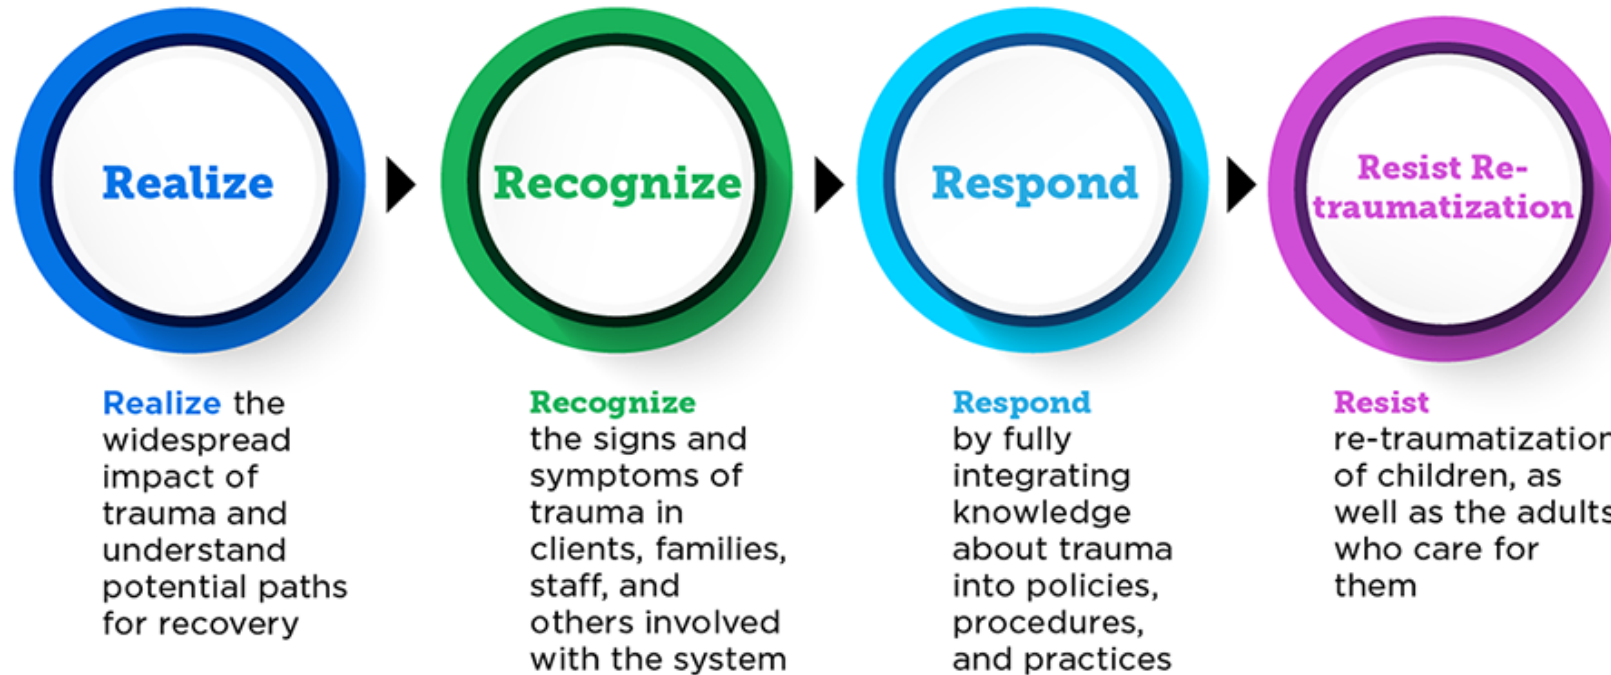 Realize
Recognize
Respond
Resist Re-
traumatization
Realize the
widespread
impact of
trauma and
understand
potential paths
for recovery
Recognize
the signs and
symptoms of
trauma in
clients, families,
staff, and
others involved
with the system
Respond
by fully
integrating
knowledge
about trauma
into policies,
procedures,
and practices
Resist
re-traumatization
of children, as
well as the adults
who care for
them